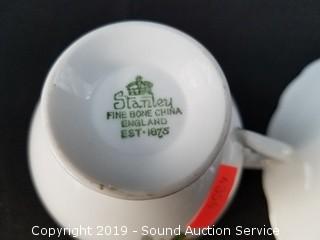 Stanley
FINE BONE CHINA
ENGLAND
EST·1875
Copyright 2019 - Sound Auction Service